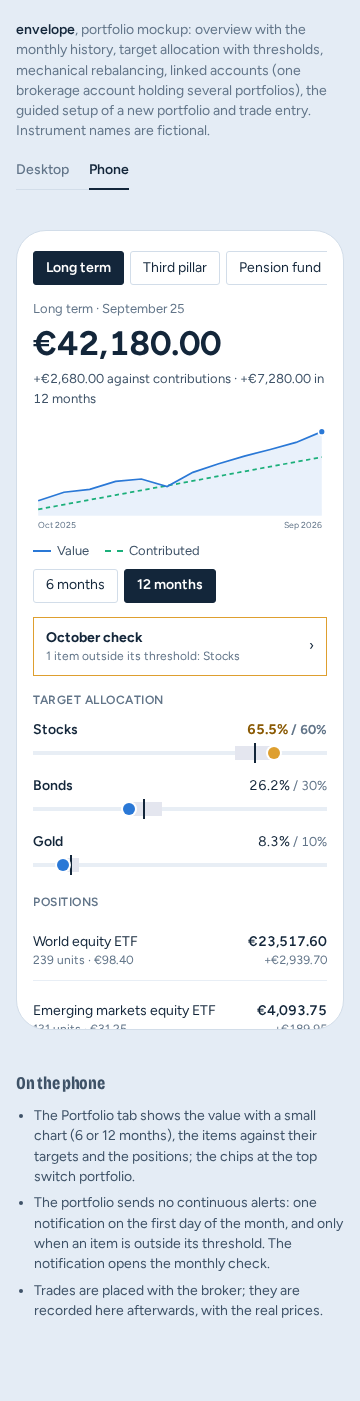 envelope, portfolio mockup: overview with the
monthly history, target allocation with thresholds,
mechanical rebalancing, linked accounts (one
brokerage account holding several portfolios), the
guided setup of a new portfolio and trade entry.
Instrument names are fictional.
Desktop Phone
Long term Third pillar Pension fund
Long term · September 25
€42,180.00
+€2,680.00 against contributions · +€7,280.00 in
12 months
Oct 2025 Sep 2026
Value Contributed
6 months 12 months
October check
1 item outside its threshold: Stocks ›
TARGET ALLOCATION
Stocks 65.5% / 60%
Bonds 26.2% / 30%
Gold 8.3% / 10%
POSITIONS
World equity ETF €23,517.60
239 units · €98.40 +€2,939.70
Emerging markets equity ETF €4,093.75
131 units · €31.25 +€189.95
On the phone
• The Portfolio tab shows the value with a small
chart (6 or 12 months), the items against their
targets and the positions; the chips at the top
switch portfolio.
• The portfolio sends no continuous alerts: one
notification on the first day of the month, and only
when an item is outside its threshold. The
notification opens the monthly check.
• Trades are placed with the broker; they are
recorded here afterwards, with the real prices.